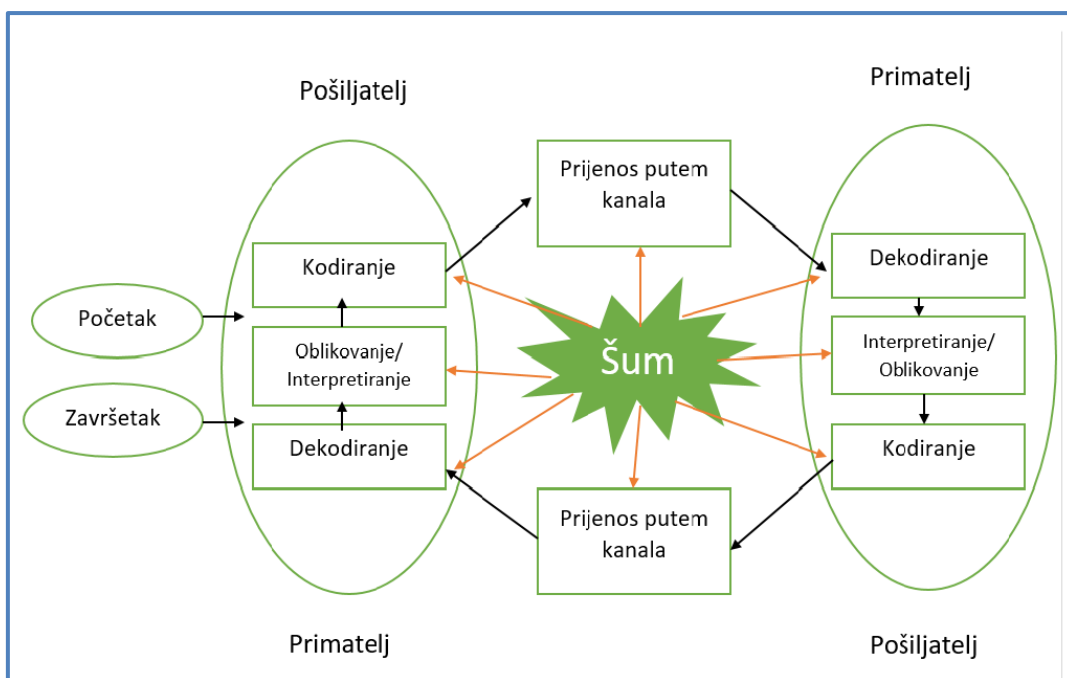 Pošiljatelj
Primatelj
Prijenos putem
kanala
Kodiranje
Dekodiranje
Početak
Oblikovanje/
Interpretiranje
Šum
Interpretiranje/
Oblikovanje
Završetak
Dekodiranje
Kodiranje
Prijenos putem
kanala
Primatelj
Pošiljatelj